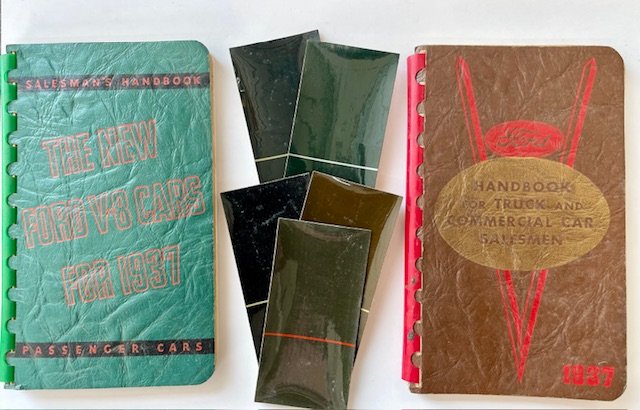 SALESMAN'S HANDBOOK
THE NEW
FORD V-8 CARS
FOR 1937
PASSENGER CARS
Ford
HANDBOOK
FOR TRUCK AND
COMMERCIAL CAR
SALESMEN
1937